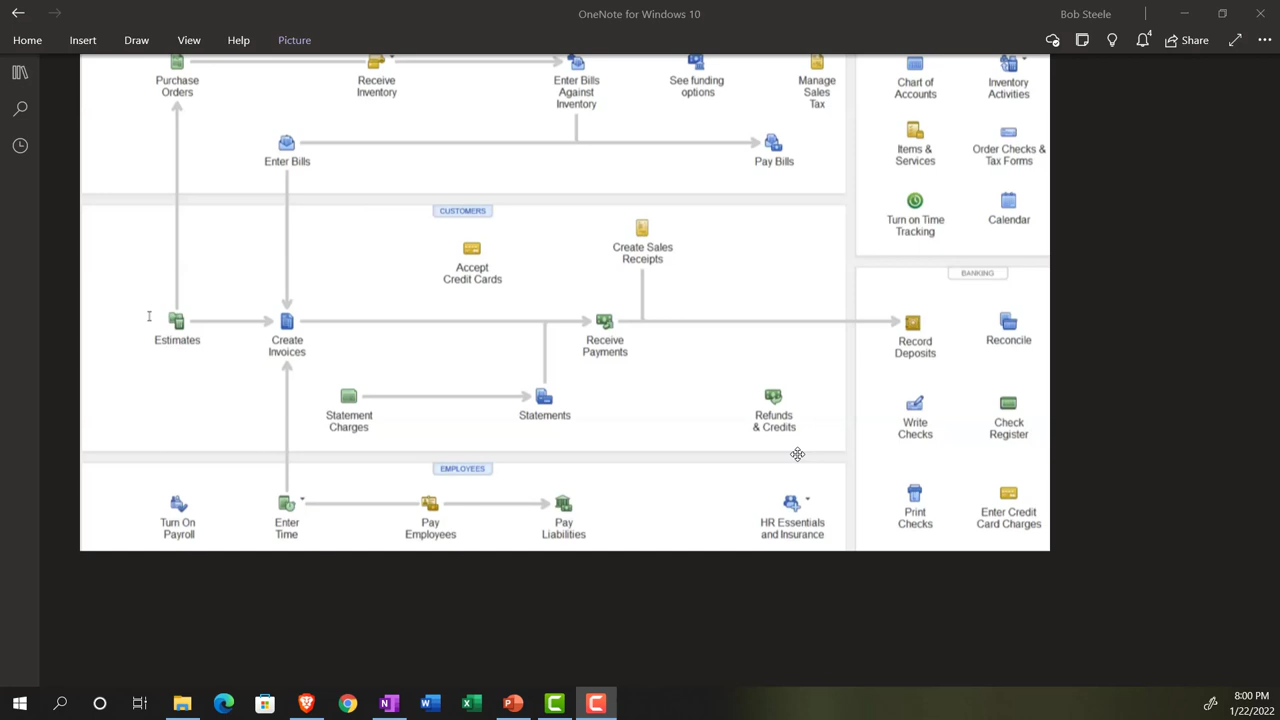 OneNote for Windows 10
Bob Steele
Home
Insert
Draw
View
Help
Picture
4
Share
Purchase
Orders
Receive
Inventory
Enter Bills
Against
Inventory
See funding
options
Manage
Sales
Tax
Chart of
Accounts
Inventory
Activities
Enter Bills
Pay Bills
Items &
Services
Order Checks &
Tax Forms
Turn on Time
Tracking
Calendar
CUSTOMERS
Accept
Credit Cards
Create Sales
Receipts
BANKING
Estimates
Create
Invoices
Receive
Payments
Record
Deposits
Reconcile
Statement
Charges
Statements
Refunds
& Credits
Write
Checks
Check
Register
EMPLOYEES
Turn On
Payroll
Enter
Time
Pay
Employees
Pay
Liabilities
HR Essentials
and Insurance
Print
Checks
Enter Credit
Card Charges
8:00 PM
1/22/2022